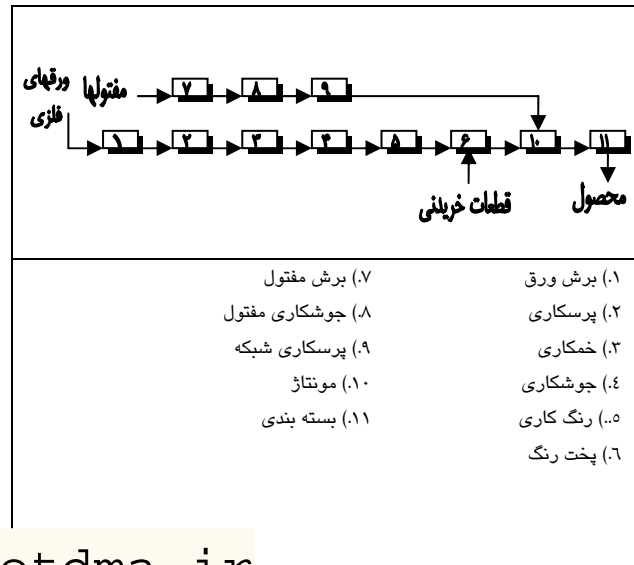 ورقهای
فلزی
مفتولها ۷ ۸ ۹
۱ ۲ ۳ ۴ ۵ ۶ ۱۰ ۱۱
قطعات خریدنی
محصول
۱.) برش ورق
۲.) پرسکاری
۳.) خمکاری
٤.) جوشکاری
٥..) رنگ کاری
٦.) پخت رنگ
۷.) برش مفتول
۸.) جوشکاری مفتول
۹.) پرسکاری شبکه
۱۰.) مونتاژ
۱۱.) بسته بندی